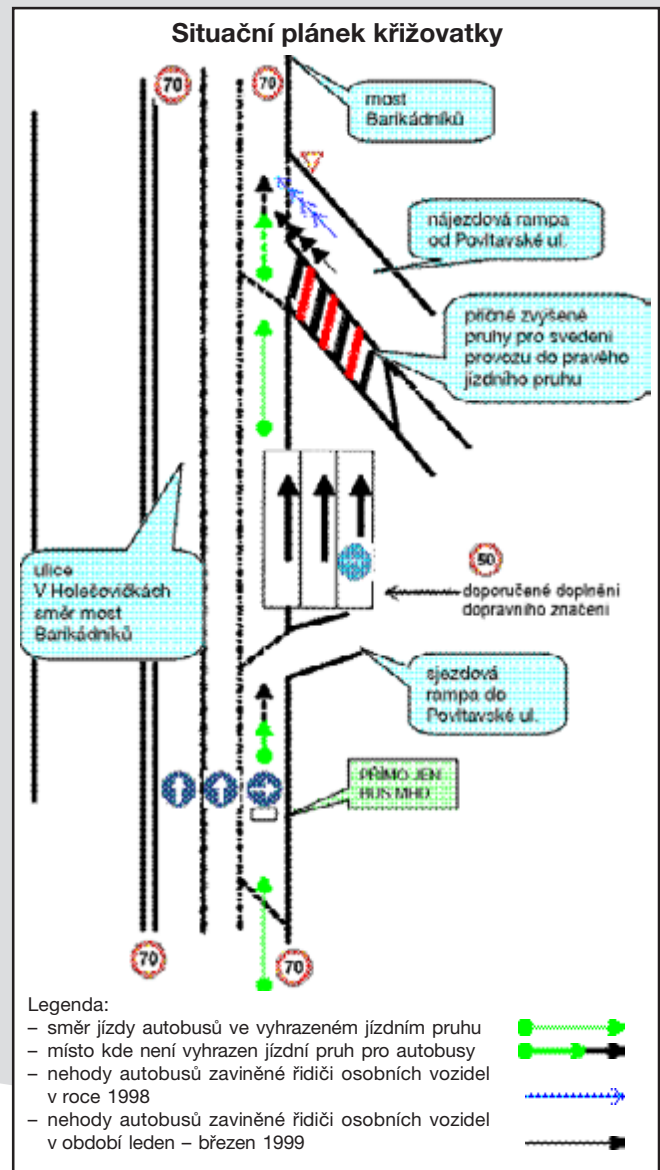 Situační plánek křižovatky
70
70
most
Barikádníků
nájezdová rampa
od Povltavské ul.
příčné zvýšené
pruhy pro svedení
provozu do pravého
jízdního pruhu
ulice
V Holešovičkách
směr most
Barikádníků
50
doporučené doplnění
dopravního značení
sjezdová
rampa do
Povltavské ul.
PŘÍMO JEN
BUS MHD
70
70
Legenda:
– směr jízdy autobusů ve vyhrazeném jízdním pruhu
– místo kde není vyhrazen jízdní pruh pro autobusy
– nehody autobusů zaviněné řidiči osobních vozidel
v roce 1998
– nehody autobusů zaviněné řidiči osobních vozidel
v období leden – březen 1999